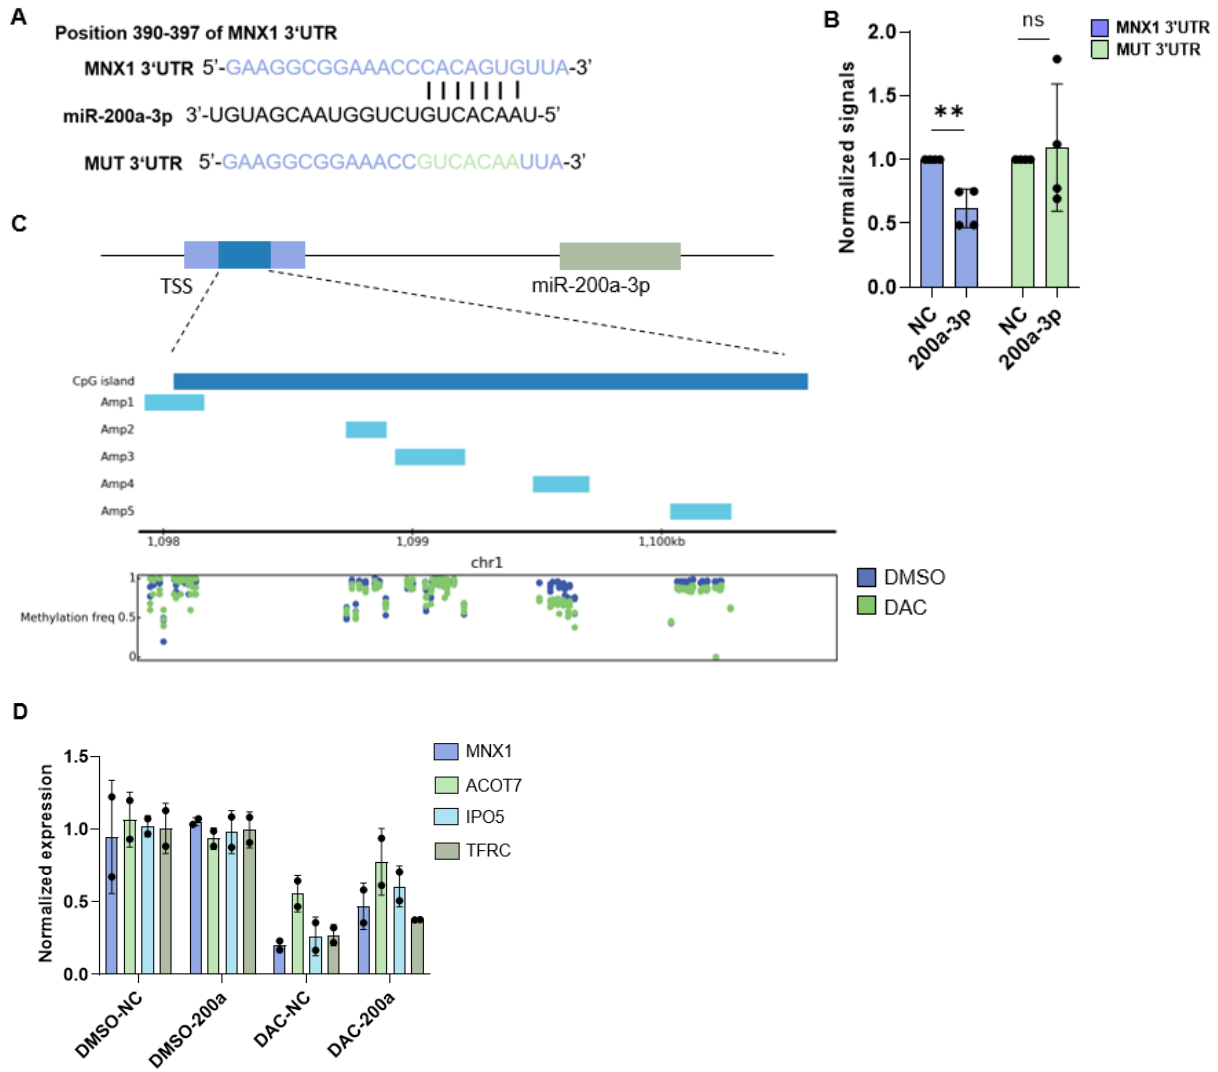 A
Position 390-397 of MNX1 3‘UTR
MNX1 3‘UTR 5’-GAAGGCGGAAACCCACAGUGUUA-3’
miR-200a-3p 3’-UGUAGCAAUGGUCUGUCACAAU-5’
MUT 3‘UTR 5’-GAAGGCGGAAACCGUCACAAUUA-3’
B
Normalized signals
2.0
1.5
1.0
0.5
0.0
**
ns
NC
200a-3p
NC
200a-3p
MNX1 3'UTR
MUT 3'UTR
C
TSS
miR-200a-3p
CpG island
Amp1
Amp2
Amp3
Amp4
Amp5
1,098
1,099
1,100kb
chr1
Methylation freq
1
0.5
0
DMSO
DAC
D
Normalized expression
1.5
1.0
0.5
0.0
DMSO-NC
DMSO-200a
DAC-NC
DAC-200a
MNX1
ACOT7
IPO5
TFRC